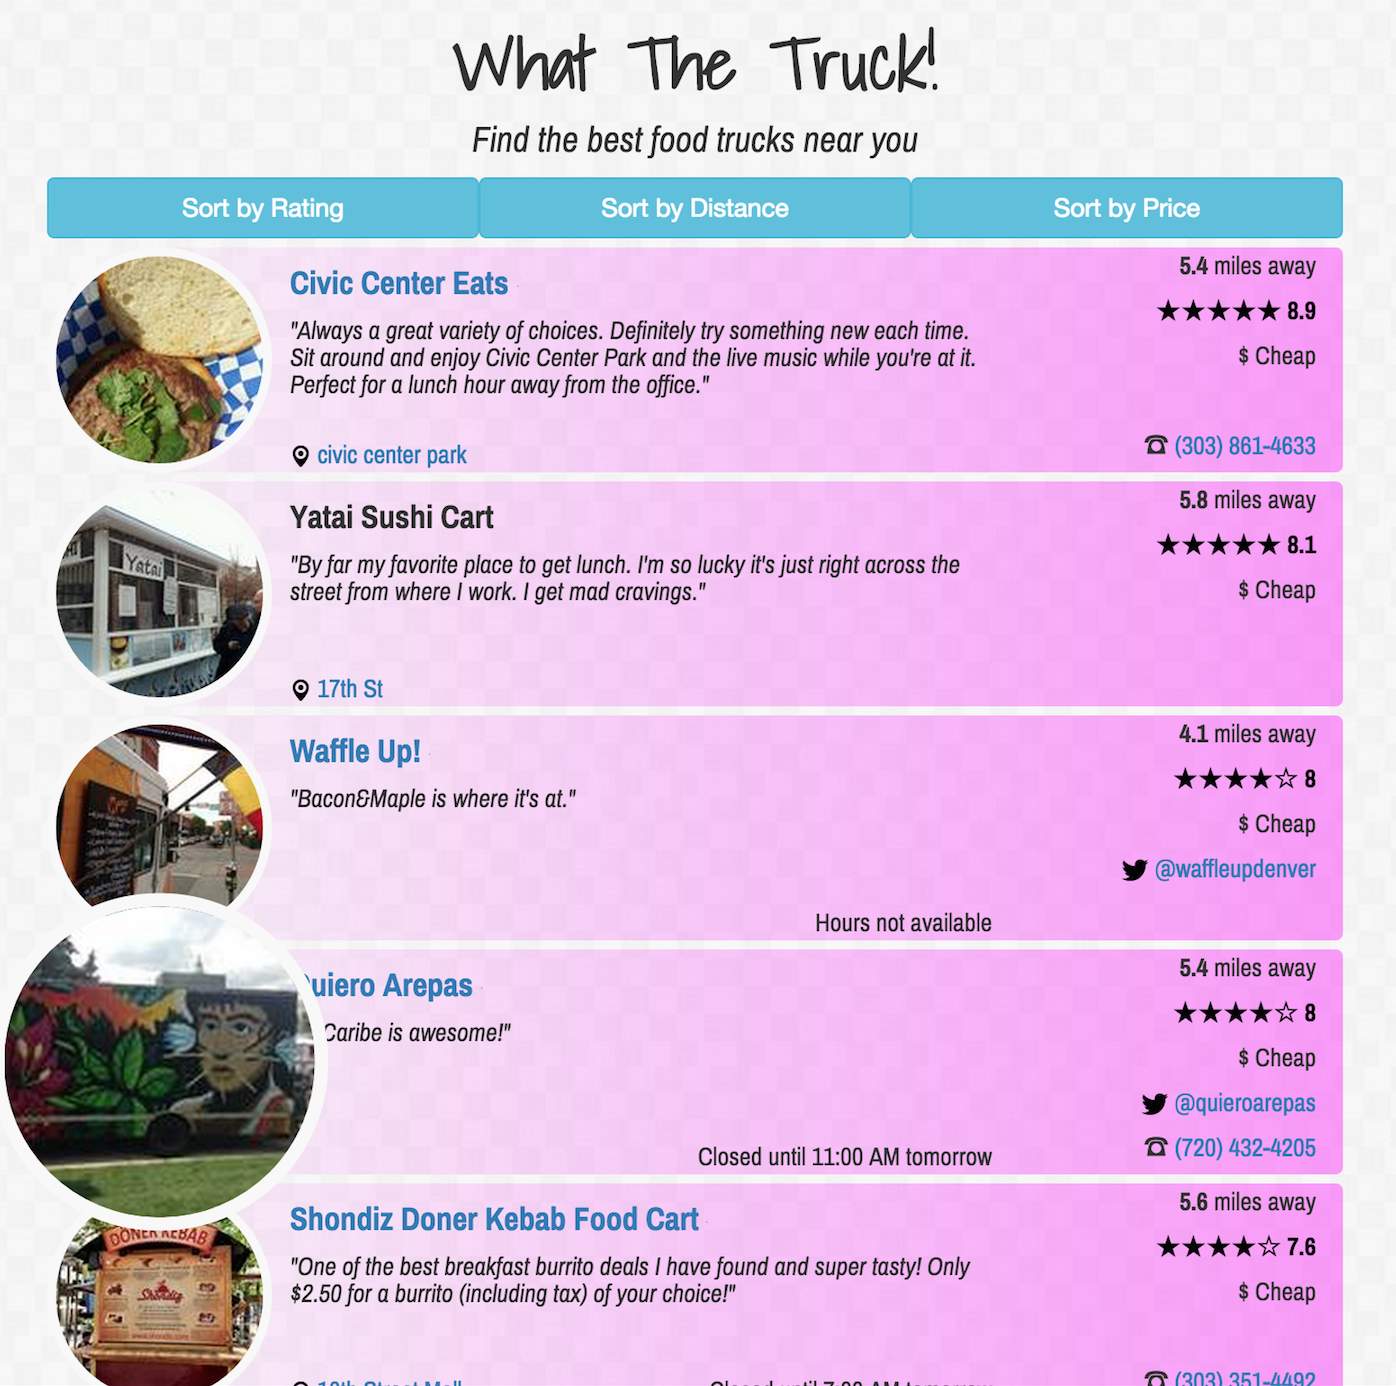 What The Truck!
Find the best food trucks near you
Sort by Rating
Sort by Distance
Sort by Price
Civic Center Eats
"Always a great variety of choices. Definitely try something new each time.
Sit around and enjoy Civic Center Park and the live music while you're at it.
Perfect for a lunch hour away from the office."
civic center park
5.4 miles away
★★★★★ 8.9
$ Cheap
(303) 861-4633
Yatai
Yatai Sushi Cart
"By far my favorite place to get lunch. I'm so lucky it's just right across the
street from where I work. I get mad cravings."
17th St
5.8 miles away
★★★★★ 8.1
$ Cheap
Waffle Up!
"Bacon&Maple is where it's at."
Hours not available
4.1 miles away
★★★★☆ 8
$ Cheap
@waffleupdenver
uiero Arepas
Caribe is awesome!"
Closed until 11:00 AM tomorrow
5.4 miles away
★★★★☆ 8
$ Cheap
@quieroarepas
(720) 432-4205
DONER KEBAB
Shondiz
Shondiz Doner Kebab Food Cart
"One of the best breakfast burrito deals I have found and super tasty! Only
$2.50 for a burrito (including tax) of your choice!"
5.6 miles away
★★★★☆ 7.6
$ Cheap
(303) 351-4492